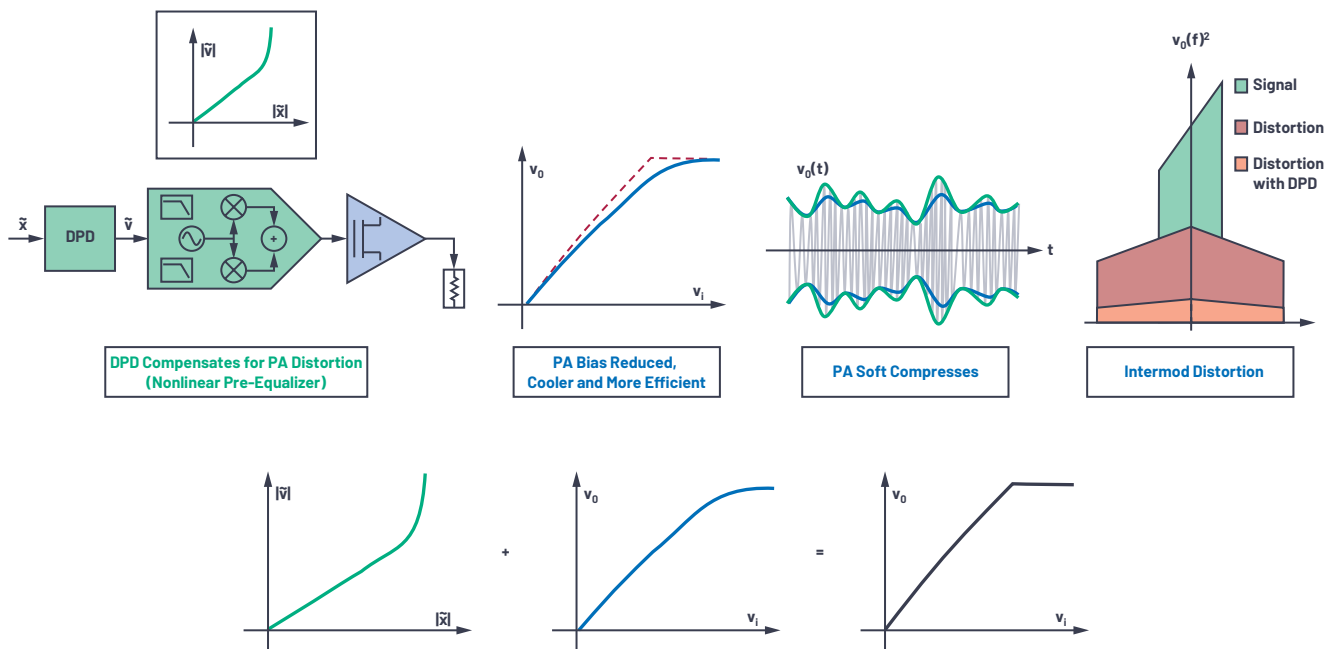 |ṽ|
|x̃|
x̃
DPD
ṽ
+
DPD Compensates for PA Distortion
(Nonlinear Pre-Equalizer)
v₀
vᵢ
PA Bias Reduced,
Cooler and More Efficient
v₀(t)
t
PA Soft Compresses
v₀(f)²
Signal
Distortion
Distortion
with DPD
Intermod Distortion
|ṽ|
|x̃|
+
v₀
vᵢ
=
v₀
vᵢ